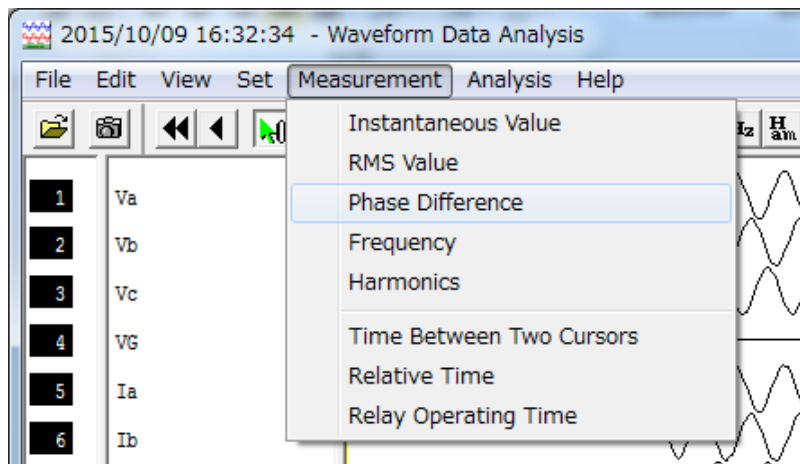 2015/10/09 16:32:34 - Waveform Data Analysis
File Edit View Set Measurement Analysis Help
Instantaneous Value
RMS Value
Phase Difference
Frequency
Harmonics
Time Between Two Cursors
Relative Time
Relay Operating Time
Hz Ham
1 Va
2 Vb
3 Vc
4 VG
5 Ia
6 Ib